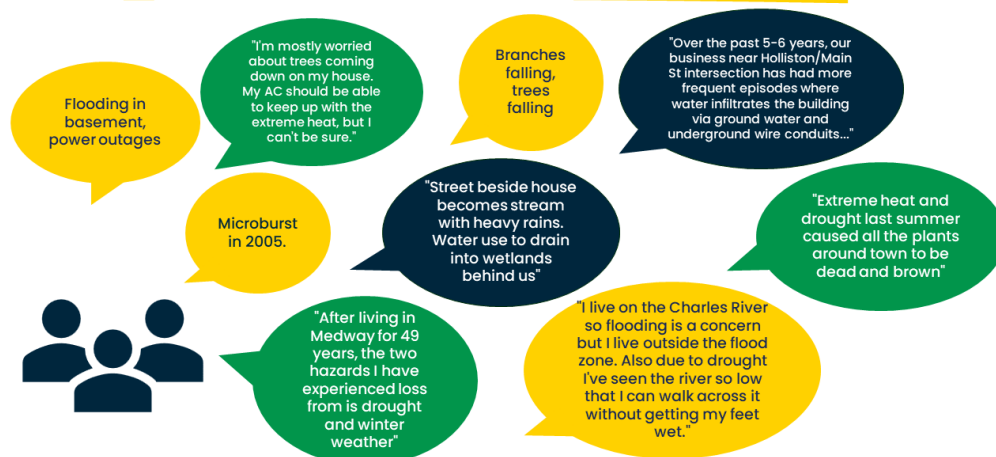 Flooding in
basement,
power outages
"I'm mostly worried
about trees coming
down on my house.
My AC should be able
to keep up with the
extreme heat, but I
can't be sure."
Branches
falling,
trees
falling
"Over the past 5-6 years, our
business near Holliston/Main
St intersection has had more
frequent episodes where
water infiltrates the building
via ground water and
underground wire conduits..."
Microburst
in 2005.
"Street beside house
becomes stream
with heavy rains.
Water use to drain
into wetlands
behind us"
"Extreme heat and
drought last summer
caused all the plants
around town to be
dead and brown"
"After living in
Medway for 49
years, the two
hazards I have
experienced loss
from is drought
and winter
weather"
"I live on the Charles River
so flooding is a concern
but I live outside the flood
zone. Also due to drought
I've seen the river so low
that I can walk across it
without getting my feet
wet."